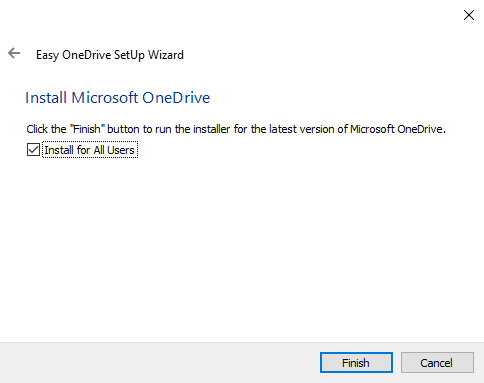 Easy OneDrive SetUp Wizard
Install Microsoft OneDrive
Click the "Finish" button to run the installer for the latest version of Microsoft OneDrive.
Install for All Users
Finish
Cancel